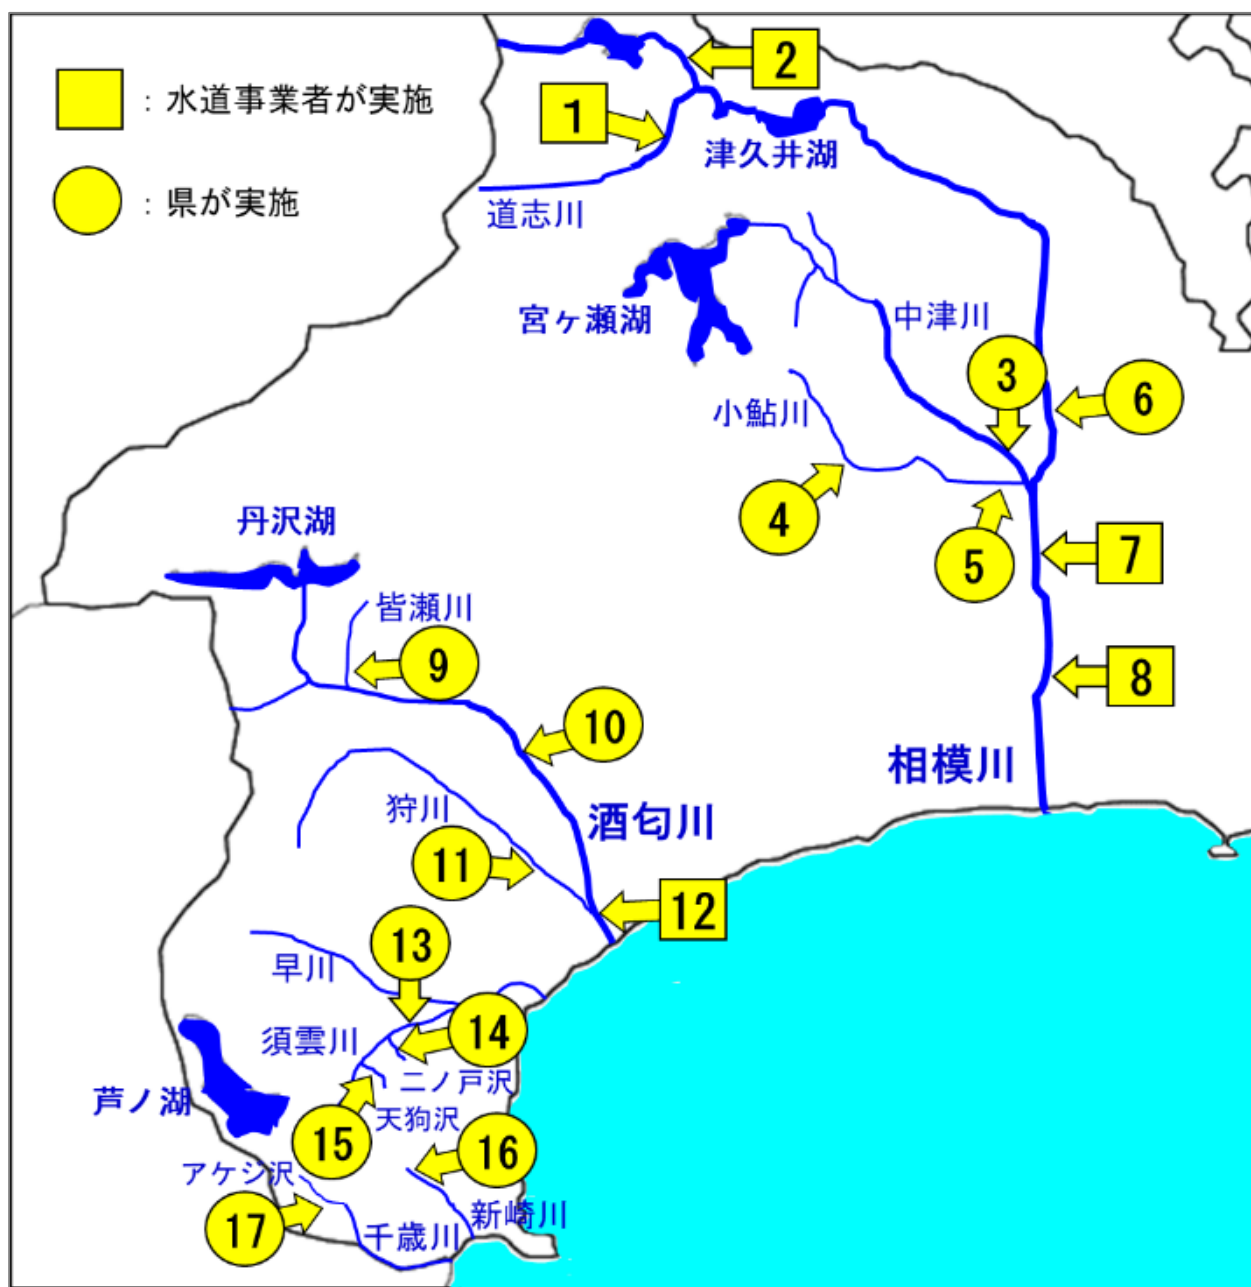 ：水道事業者が実施
：県が実施
2
1
津久井湖
道志川
宮ヶ瀬湖
中津川
3
6
小鮎川
4
5
7
丹沢湖
皆瀬川
9
8
10
相模川
狩川
酒匂川
11
12
13
早川
14
須雲川
二ノ戸沢
芦ノ湖
天狗沢
15
16
アケジ沢
17
千歳川
新崎川